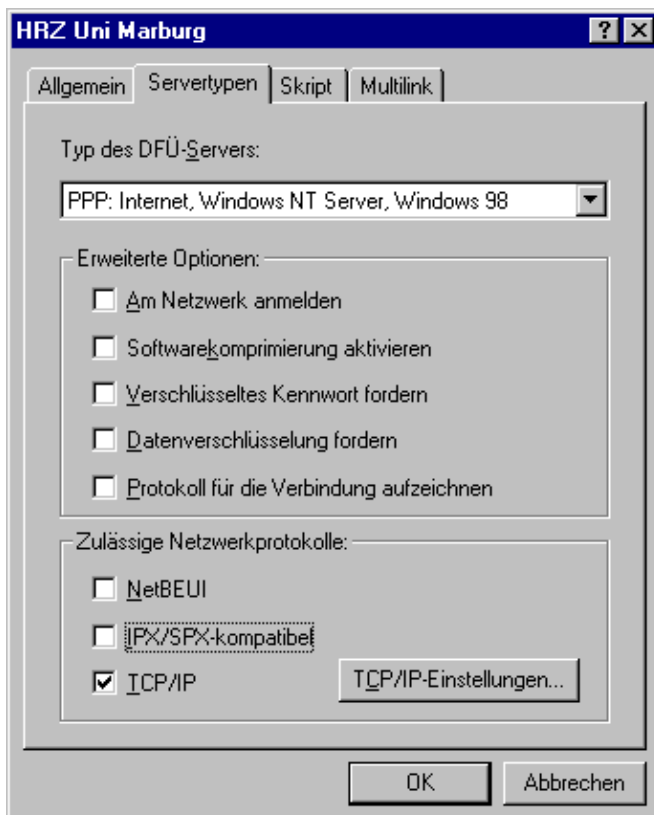 HRZ Uni Marburg
Allgemein Servertypen Skript Multilink
Typ des DFÜ-Servers:
PPP: Internet, Windows NT Server, Windows 98
Erweiterte Optionen:
Am Netzwerk anmelden
Softwarekomprimierung aktivieren
Verschlüsseltes Kennwort fordern
Datenverschlüsselung fordern
Protokoll für die Verbindung aufzeichnen
Zulässige Netzwerkprotokolle:
NetBEUI
IPX/SPX-kompatibel
TCP/IP TCP/IP-Einstellungen...
OK Abbrechen